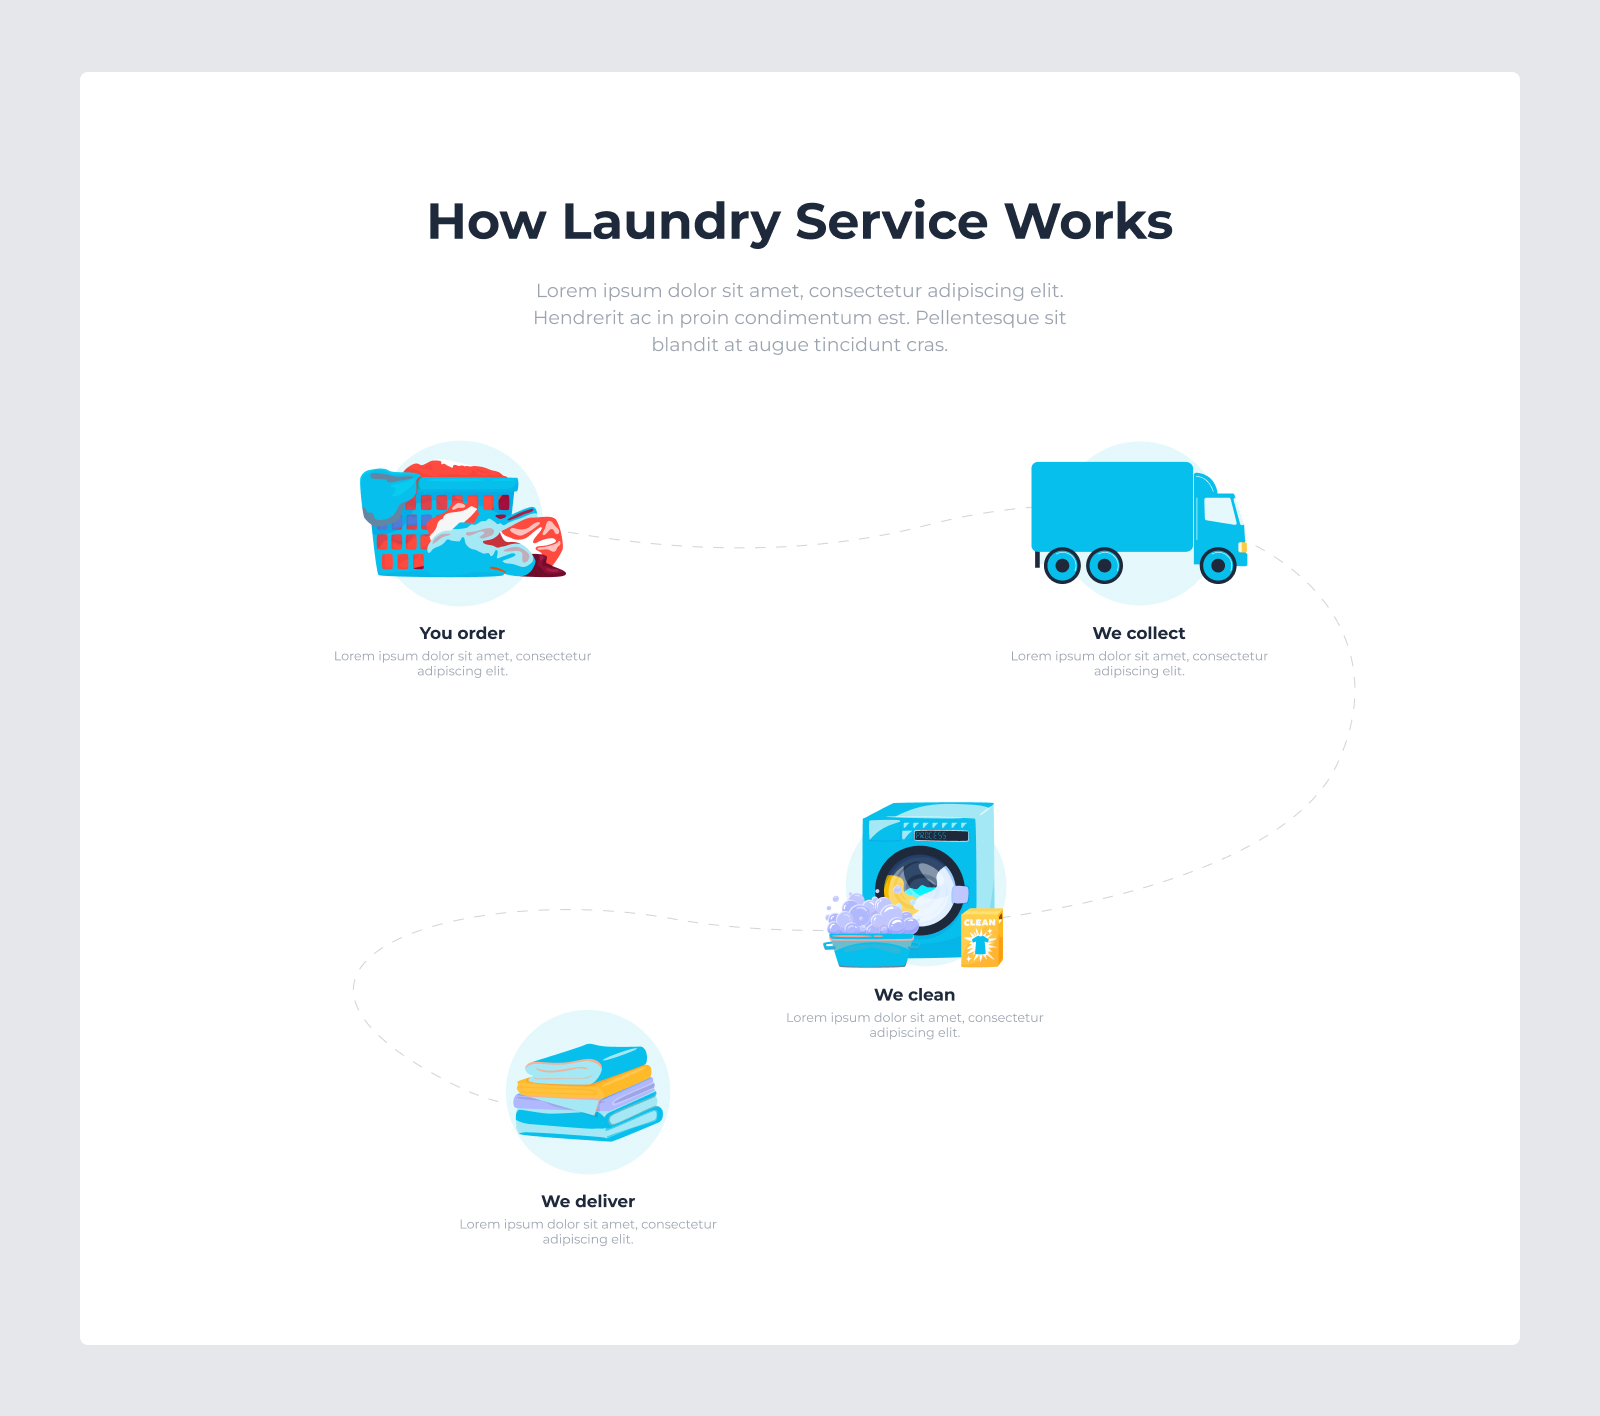 How Laundry Service Works
Lorem ipsum dolor sit amet, consectetur adipiscing elit.
Hendrerit ac in proin condimentum est. Pellentesque sit
blandit at augue tincidunt cras.
You order
Lorem ipsum dolor sit amet, consectetur
adipiscing elit.
We collect
Lorem ipsum dolor sit amet, consectetur
adipiscing elit.
PROCESS
CLEAN
We clean
Lorem ipsum dolor sit amet, consectetur
adipiscing elit.
We deliver
Lorem ipsum dolor sit amet, consectetur
adipiscing elit.